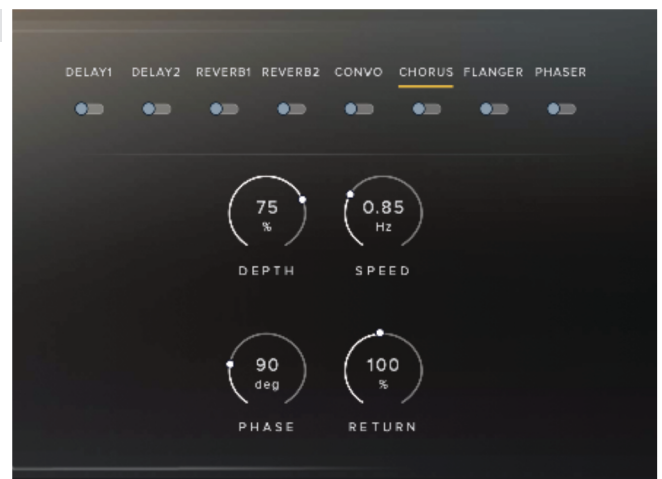 DELAY1 DELAY2 REVERB1 REVERB2 CONVO CHORUS FLANGER PHASER
75 0.85
% Hz
DEPTH SPEED
90 100
deg %
PHASE RETURN